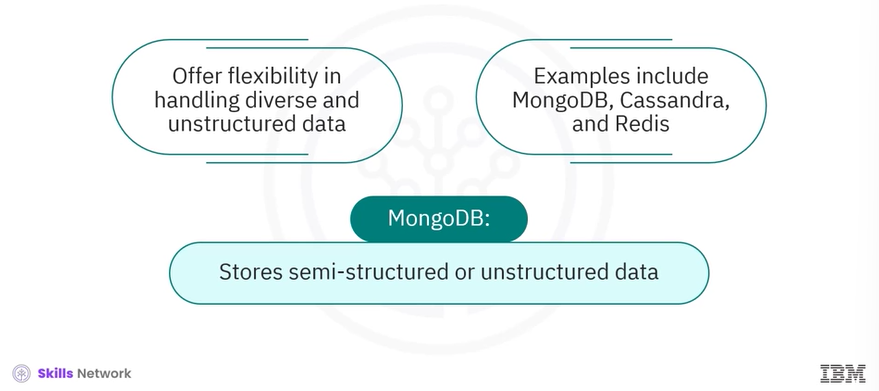 Offer flexibility in
handling diverse and
unstructured data
Examples include
MongoDB, Cassandra,
and Redis
MongoDB:
Stores semi-structured or unstructured data
Skills Network
IBM